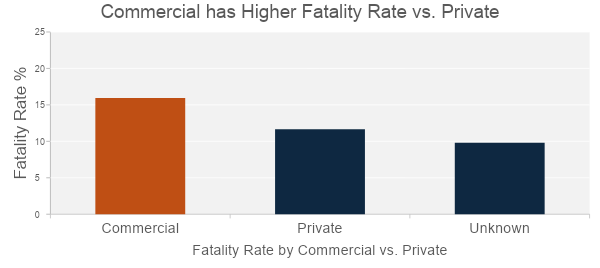 Commercial has Higher Fatality Rate vs. Private
Fatality Rate %
25
20
15
10
5
0
Commercial
Private
Unknown
Fatality Rate by Commercial vs. Private